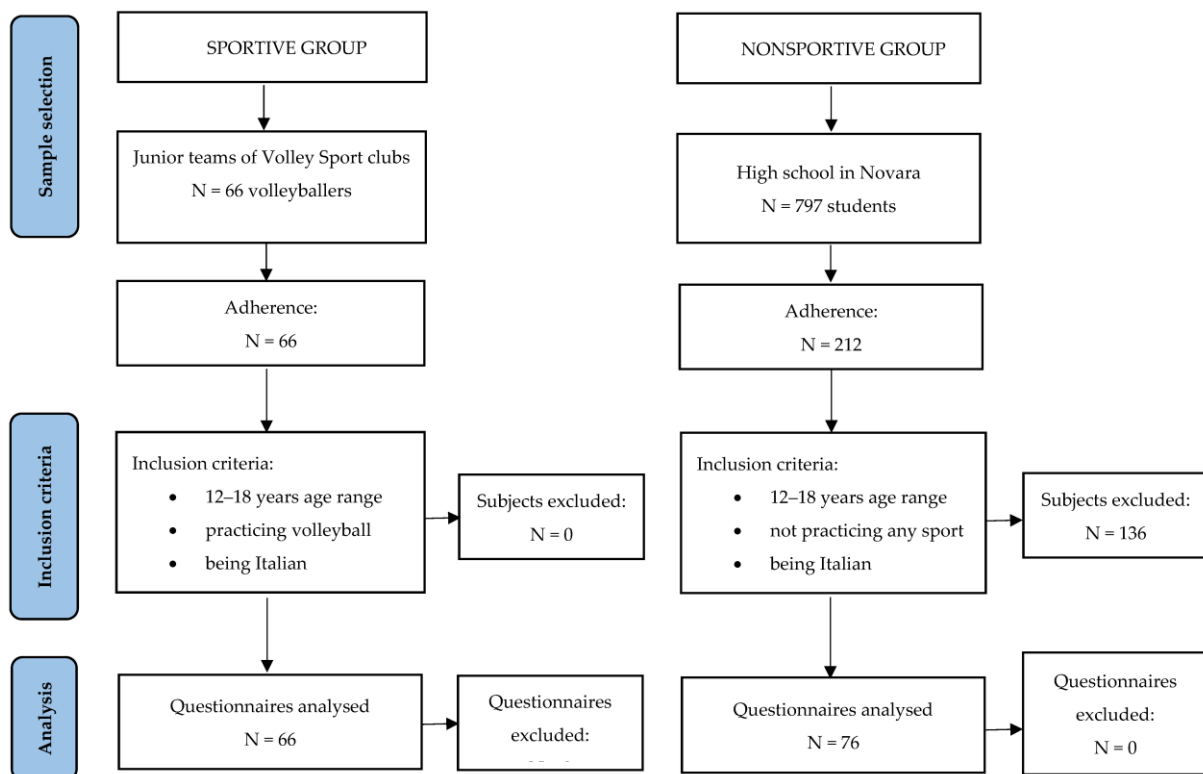 Sample selection
SPORTIVE GROUP
NONSPORTIVE GROUP
Junior teams of Volley Sport clubs
N = 66 volleyballers
High school in Novara
N = 797 students
Adherence:
N = 66
Adherence:
N = 212
Inclusion criteria
Inclusion criteria:
• 12–18 years age range
• practicing volleyball
• being Italian
Subjects excluded:
N = 0
Inclusion criteria:
• 12–18 years age range
• not practicing any sport
• being Italian
Subjects excluded:
N = 136
Analysis
Questionnaires analysed
N = 66
Questionnaires
excluded:
Questionnaires analysed
N = 76
Questionnaires
excluded:
N = 0